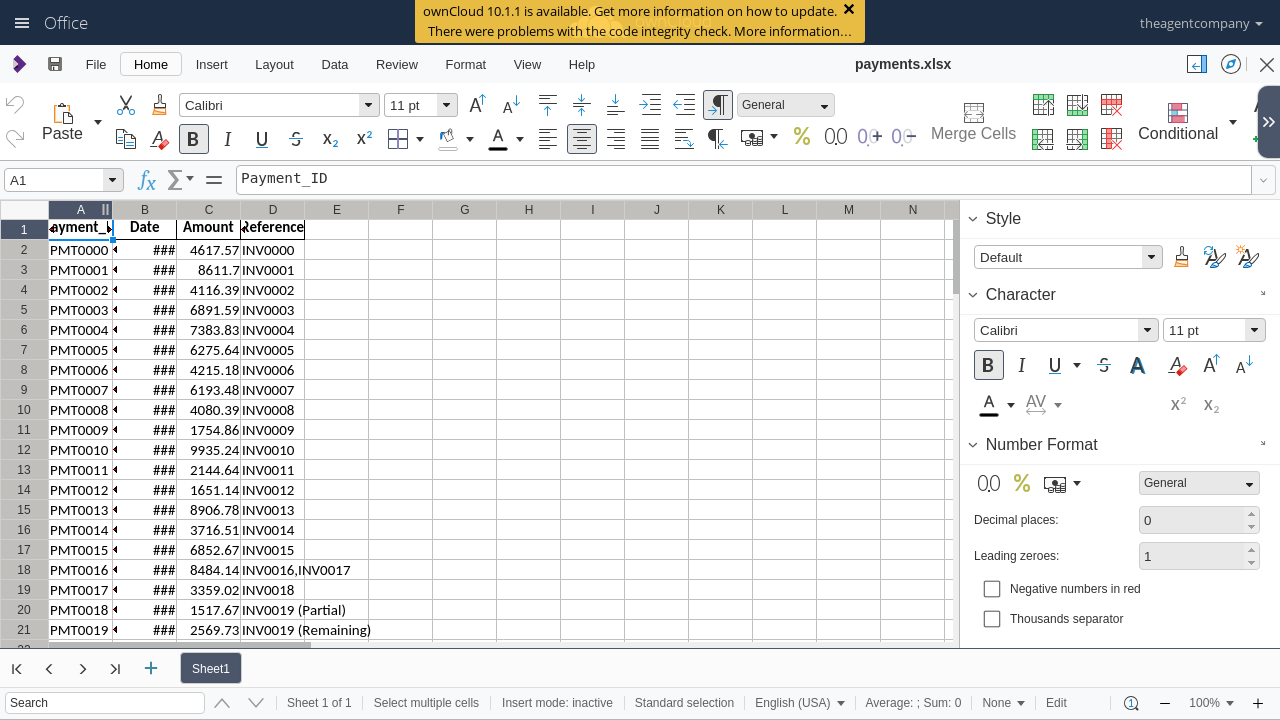 Office
ownCloud 10.1.1 is available. Get more information on how to update.
There were problems with the code integrity check. More information…
theagentcompany
File Home Insert Layout Data Review Format View Help
payments.xlsx
Paste
Calibri 11 pt General
Merge Cells Conditional
A1 Payment_ID
A B C D E F G H I J K L M N
1 ayment_I Date Amount Reference
2 PMT0000 ### 4617.57 INV0000
3 PMT0001 ### 8611.7 INV0001
4 PMT0002 ### 4116.39 INV0002
5 PMT0003 ### 6891.59 INV0003
6 PMT0004 ### 7383.83 INV0004
7 PMT0005 ### 6275.64 INV0005
8 PMT0006 ### 4215.18 INV0006
9 PMT0007 ### 6193.48 INV0007
10 PMT0008 ### 4080.39 INV0008
11 PMT0009 ### 1754.86 INV0009
12 PMT0010 ### 9935.24 INV0010
13 PMT0011 ### 2144.64 INV0011
14 PMT0012 ### 1651.14 INV0012
15 PMT0013 ### 8906.78 INV0013
16 PMT0014 ### 3716.51 INV0014
17 PMT0015 ### 6852.67 INV0015
18 PMT0016 ### 8484.14 INV0016,INV0017
19 PMT0017 ### 3359.02 INV0018
20 PMT0018 ### 1517.67 INV0019 (Partial)
21 PMT0019 ### 2569.73 INV0019 (Remaining)
Style
Default
Character
Calibri 11 pt
Number Format
General
Decimal places: 0
Leading zeroes: 1
Negative numbers in red
Thousands separator
Sheet1
Search Sheet 1 of 1 Select multiple cells Insert mode: inactive Standard selection English (USA) Average: ; Sum: 0 None Edit 100%